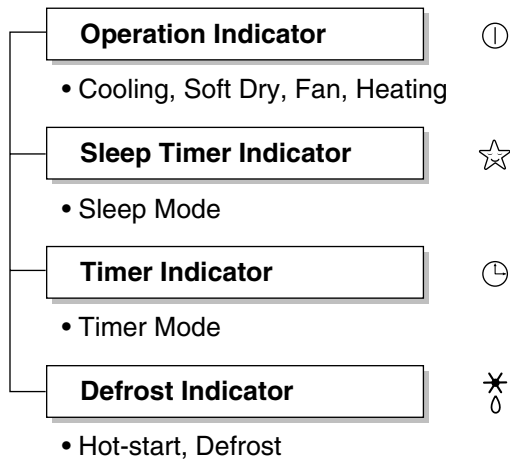 Operation Indicator
• Cooling, Soft Dry, Fan, Heating
Sleep Timer Indicator
• Sleep Mode
Timer Indicator
• Timer Mode
Defrost Indicator
• Hot-start, Defrost